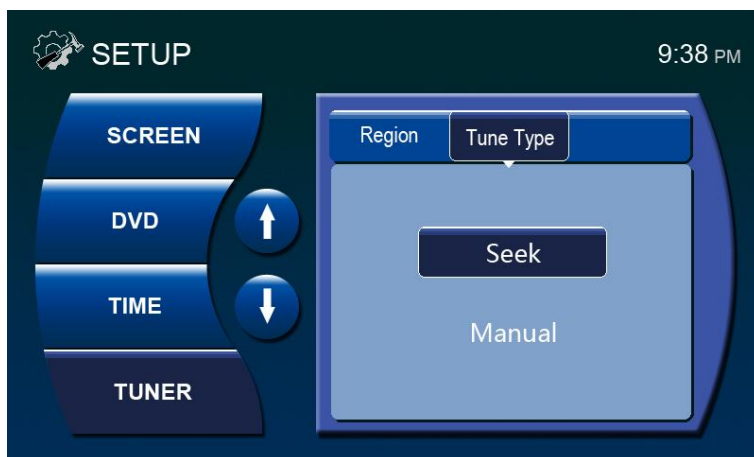 SETUP
9:38 PM
SCREEN
DVD
TIME
TUNER
Region
Tune Type
Seek
Manual